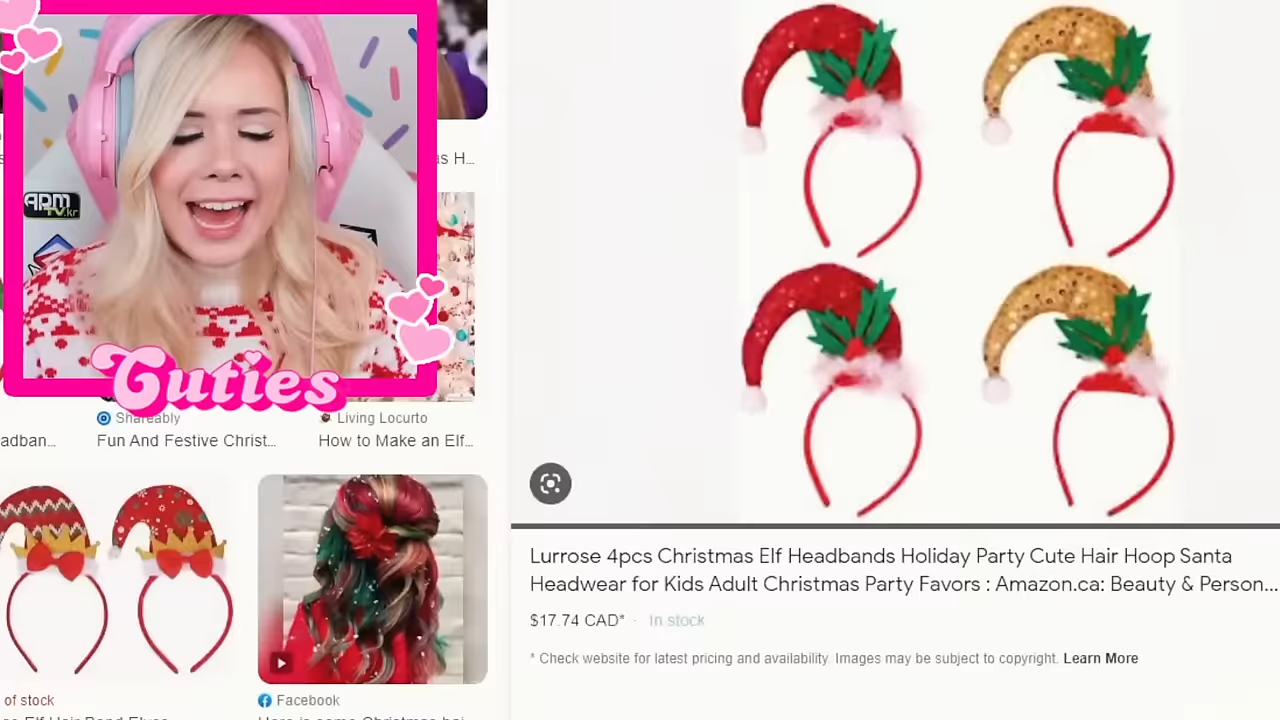 as H...
ARM
TV.kr
Cuties
Shareably
Living Locurto
adban...
Fun And Festive Christ...
How to Make an Elf...
of stock
Facebook
Lurrose 4pcs Christmas Elf Headbands Holiday Party Cute Hair Hoop Santa
Headwear for Kids Adult Christmas Party Favors : Amazon.ca: Beauty & Person...
$17.74 CAD* · In stock
* Check website for latest pricing and availability. Images may be subject to copyright. Learn More